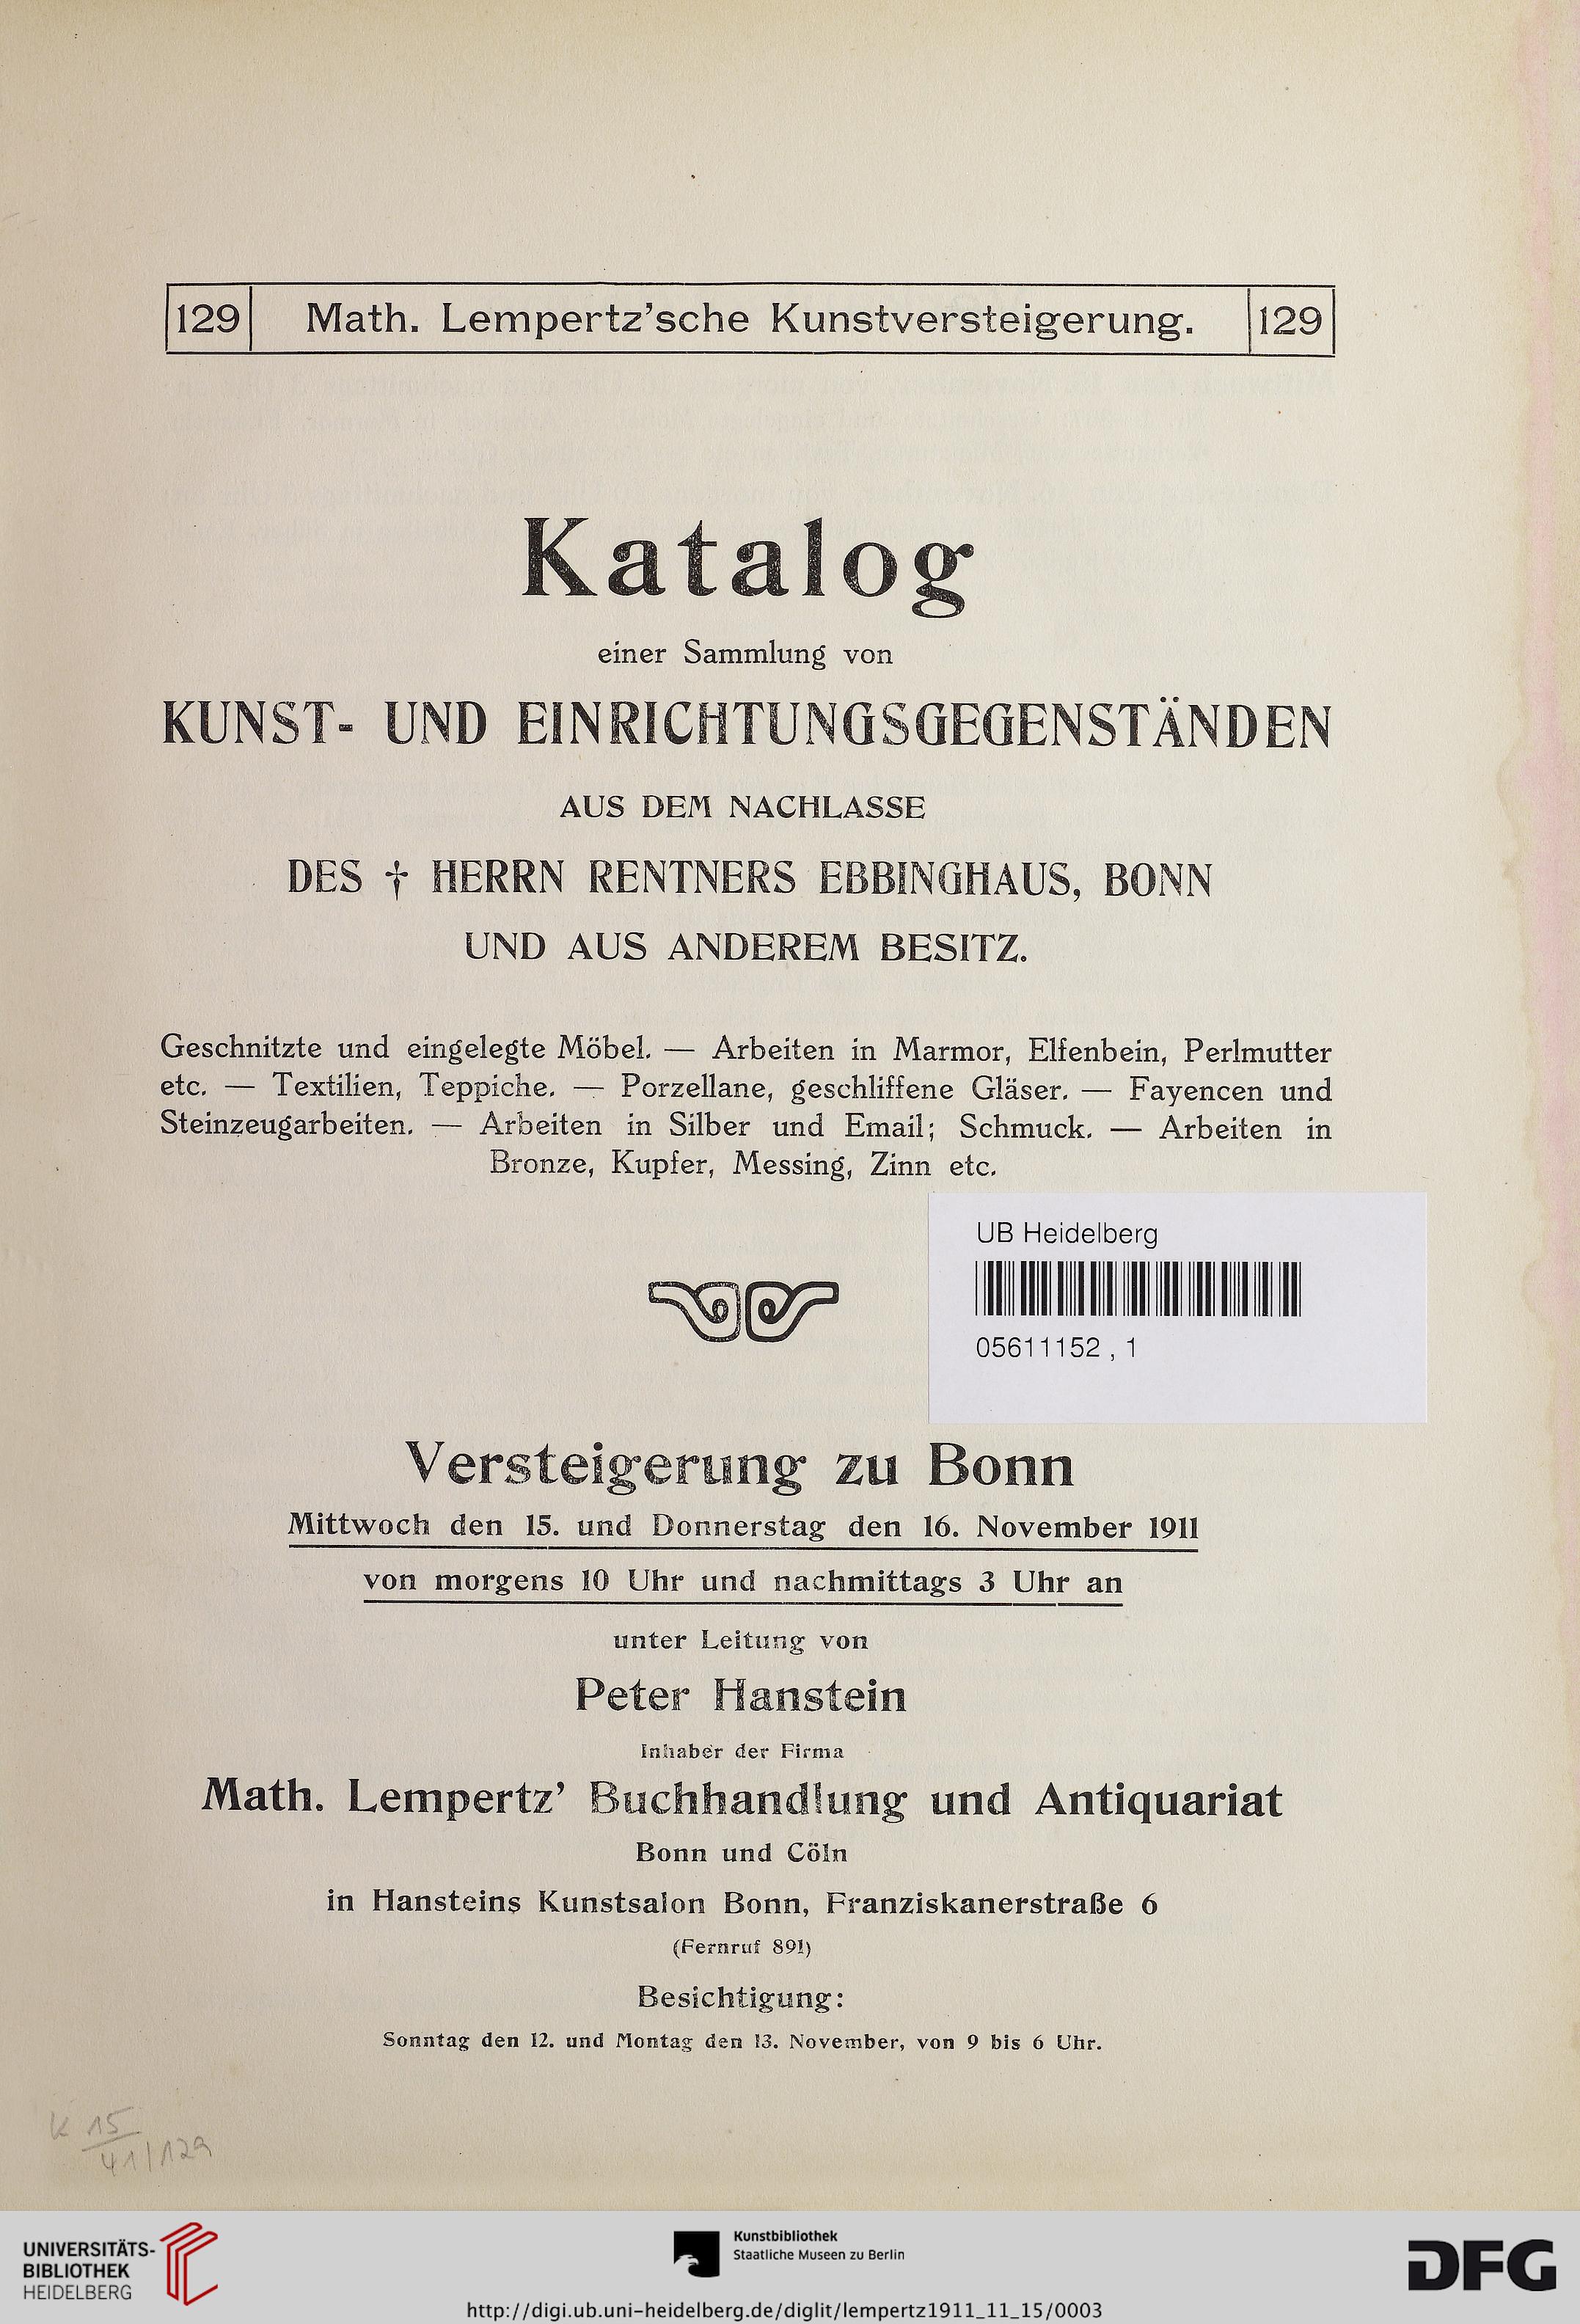 129 Math. Lempertz'sche Kunstversteigerung. 129
Katalog
einer Sammlung von
KUNST- UND EINRICHTUNGSGEGENSTÄNDEN
AUS DEM NACHLASSE
DES † HERRN RENTNERS EBBINGHAUS, BONN
UND AUS ANDEREM BESITZ.
Geschnitzte und eingelegte Möbel. — Arbeiten in Marmor, Elfenbein, Perlmutter
etc. — Textilien, Teppiche. — Porzellane, geschliffene Gläser. — Fayencen und
Steinzeugarbeiten. — Arbeiten in Silber und Email; Schmuck. — Arbeiten in
Bronze, Kupfer, Messing, Zinn etc.
UB Heidelberg
05611152 , 1
Versteigerung zu Bonn
Mittwoch den 15. und Donnerstag den 16. November 1911
von morgens 10 Uhr und nachmittags 3 Uhr an
unter Leitung von
Peter Hanstein
Inhaber der Firma
Math. Lempertz' Buchhandlung und Antiquariat
Bonn und Cöln
in Hansteins Kunstsalon Bonn, Franziskanerstraße 6
(Fernruf 891)
Besichtigung:
Sonntag den 12. und Montag den 13. November, von 9 bis 6 Uhr.
K 15
41/129
UNIVERSITÄTS-
BIBLIOTHEK
HEIDELBERG
Kunstbibliothek
Staatliche Museen zu Berlin
DFG
http://digi.ub.uni-heidelberg.de/diglit/lempertz1911_11_15/0003